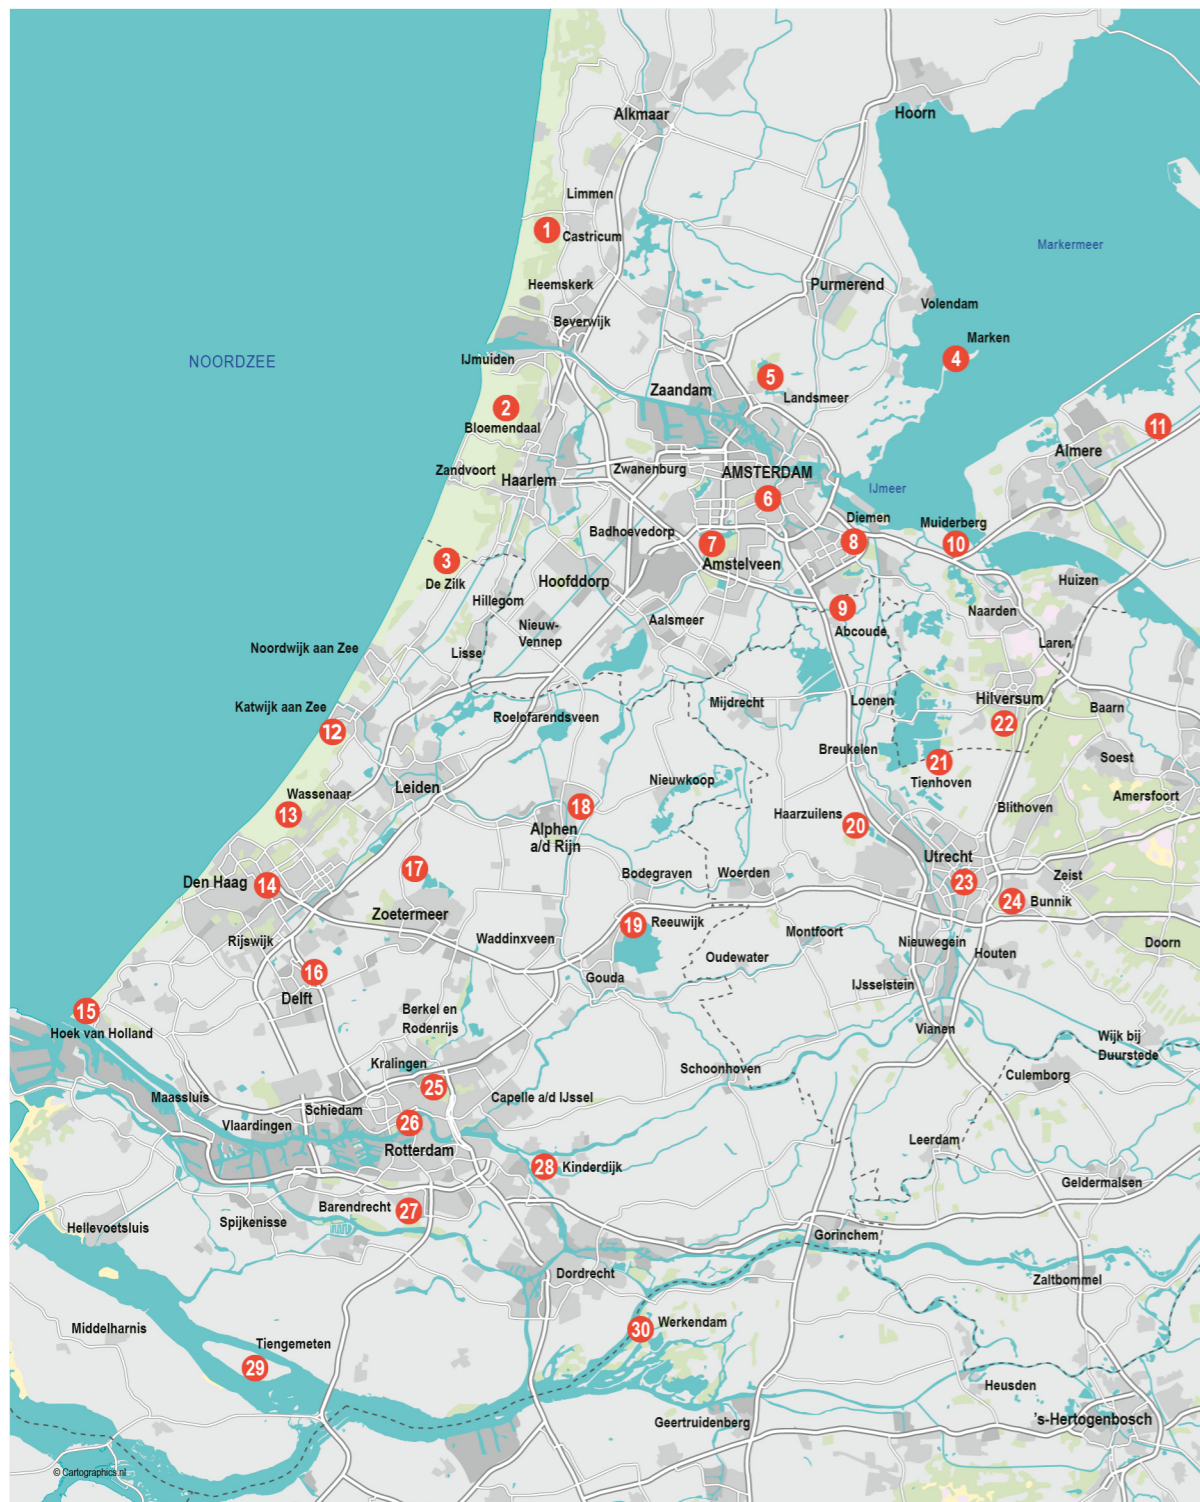 Alkmaar
Hoorn
Limmen
1
Castricum
Markermeer
Heemskerk
Purmerend
Volendam
Beverwijk
Marken
4
IJmuiden
NOORDZEE
5
Zaandam
Landsmeer
2
Bloemendaal
11
Almere
Zandvoort
Zwanenburg
AMSTERDAM
Haarlem
IJmeer
6
Diemen
Muiderberg
Badhoevedorp
7
8
10
3
Amstelveen
De Zilk
Hoofddorp
Huizen
Hillegom
9
Naarden
Nieuw-
Vennep
Aalsmeer
Abcoude
Noordwijk aan Zee
Lisse
Laren
Katwijk aan Zee
Mijdrecht
Loenen
Hilversum
Baarn
Roelofarendsveen
22
12
Breukelen
21
Soest
Tienhoven
Nieuwkoop
Leiden
Wassenaar
Amersfoort
18
Blithoven
13
Haarzuilens
20
Alphen
a/d Rijn
Utrecht
17
Bodegraven
Woerden
Zeist
Den Haag
14
23
24
Bunnik
Zoetermeer
19
Reeuwijk
Montfoort
Rijswijk
Waddinxveen
Nieuwegein
Doorn
Houten
Oudewater
16
Gouda
IJsselstein
Delft
15
Berkel en
Rodenrijs
Hoek van Holland
Vianen
Wijk bij
Duurstede
Kralingen
Schoonhoven
Culemborg
25
Maassluis
Capelle a/d IJssel
Schiedam
Vlaardingen
26
Leerdam
Rotterdam
28
Kinderdijk
Geldermalsen
Barendrecht
27
Hellevoetsluis
Spijkenisse
Gorinchem
Dordrecht
Zaltbommel
Middelharnis
30
Werkendam
Tiengemeten
29
Heusden
Geertruidenberg
's-Hertogenbosch
© Cartographics.nl